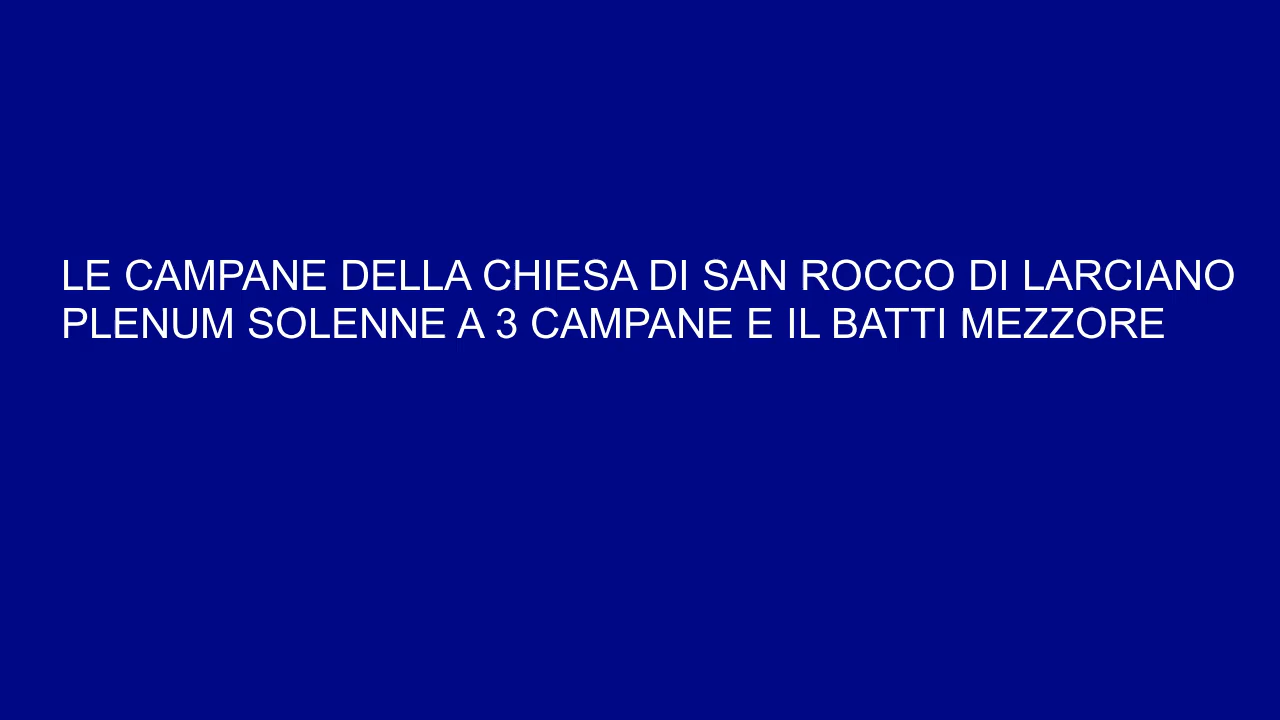 LE CAMPANE DELLA CHIESA DI SAN ROCCO DI LARCIANO
PLENUM SOLENNE A 3 CAMPANE E IL BATTI MEZZORE